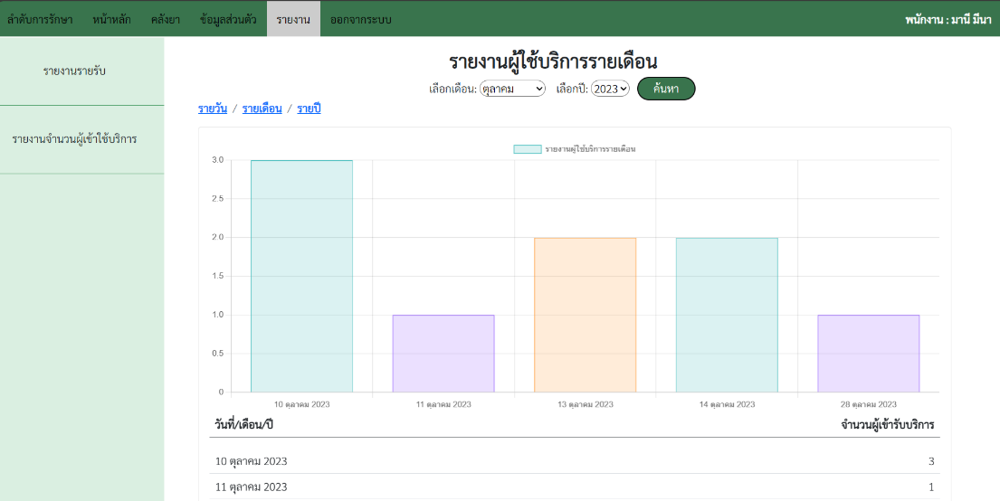 ลำดับการรักษา หน้าหลัก คลังยา ข้อมูลส่วนตัว รายงาน ออกจากระบบ พนักงาน : มานี มีนา
รายงานรายรับ
รายงานจำนวนผู้เข้าใช้บริการ
รายงานผู้ใช้บริการรายเดือน
เลือกเดือน: ตุลาคม เลือกปี: 2023 ค้นหา
รายวัน / รายเดือน / รายปี
รายงานผู้ใช้บริการรายเดือน
3.0
2.5
2.0
1.5
1.0
0.5
0
10 ตุลาคม 2023 11 ตุลาคม 2023 13 ตุลาคม 2023 14 ตุลาคม 2023 28 ตุลาคม 2023
วันที่/เดือน/ปี จำนวนผู้เข้ารับบริการ
10 ตุลาคม 2023 3
11 ตุลาคม 2023 1